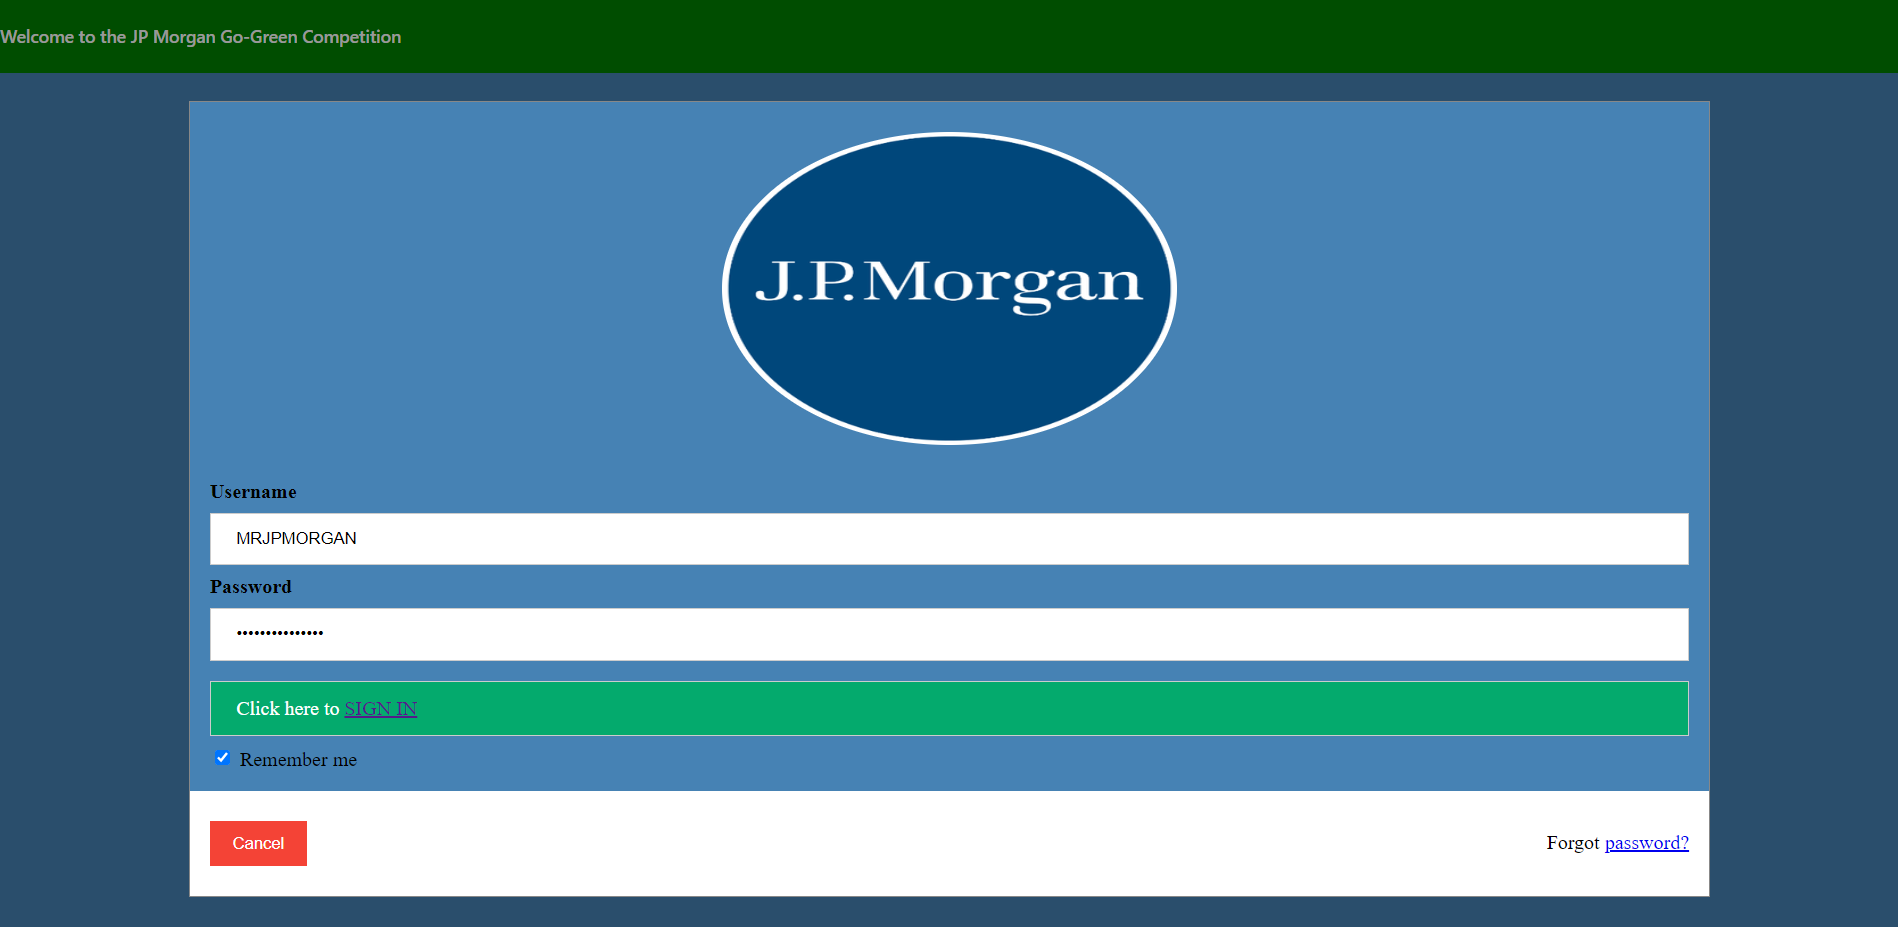 Welcome to the JP Morgan Go-Green Competition
J.P.Morgan
Username
MRJPMORGAN
Password
•••••••••••••••
Click here to SIGN IN
Remember me
Cancel
Forgot password?